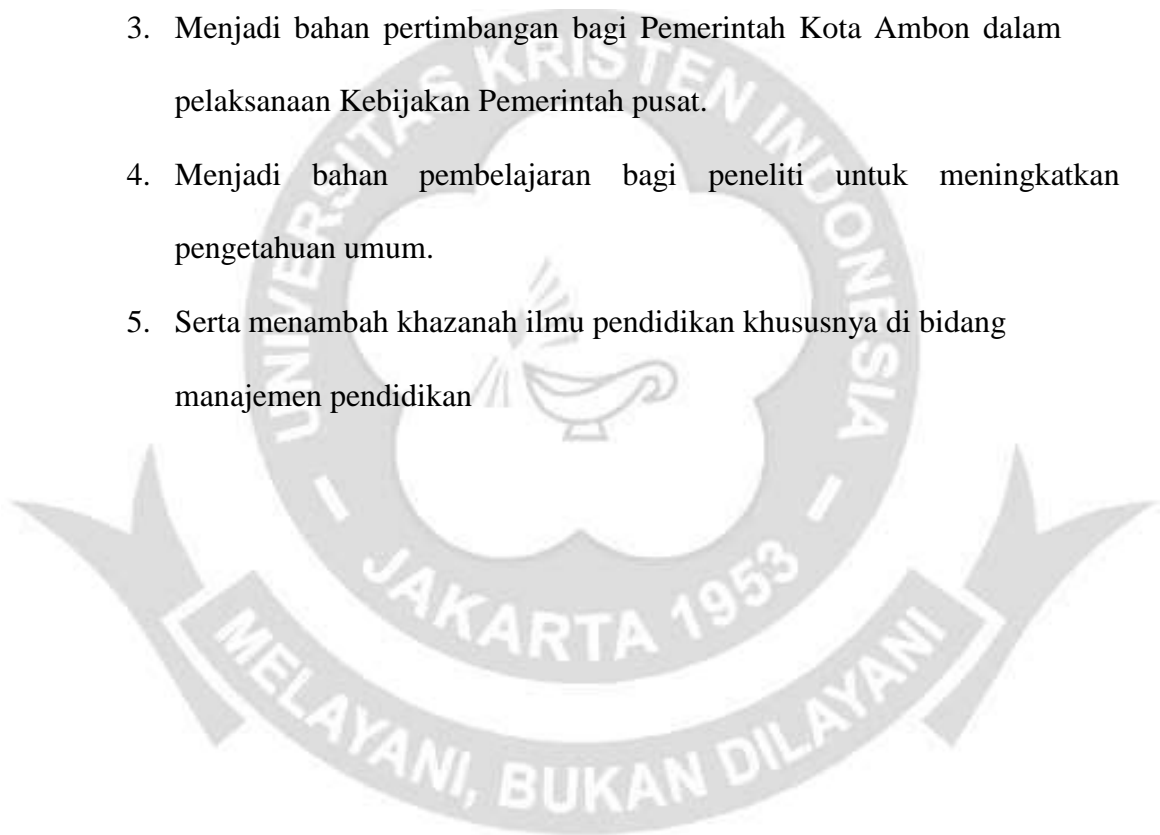 3. Menjadi bahan pertimbangan bagi Pemerintah Kota Ambon dalam
pelaksanaan Kebijakan Pemerintah pusat.
4. Menjadi bahan pembelajaran bagi peneliti untuk meningkatkan
pengetahuan umum.
5. Serta menambah khazanah ilmu pendidikan khususnya di bidang
manajemen pendidikan
UNIVERSITAS KRISTEN INDONESIA
- JAKARTA 1953 -
MELAYANI, BUKAN DILAYANI